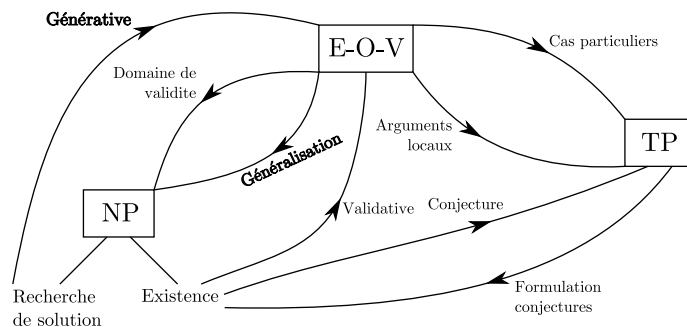 Générative
E-O-V
Cas particuliers
Domaine de
validite
Arguments
locaux
TP
Généralisation
NP
Validative
Conjecture
Recherche
de solution
Existence
Formulation
conjectures